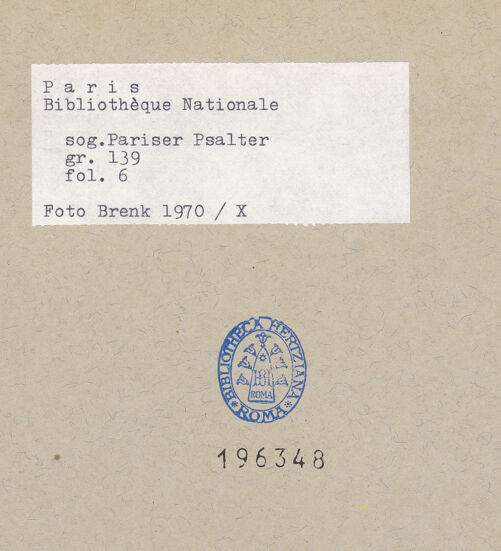 P a r i s
Bibliothèque Nationale
sog.Pariser Psalter
gr. 139
fol. 6
Foto Brenk 1970 / X
BIBLIOTHECA HERTZIANA
* ROMA *
ROMA
196348